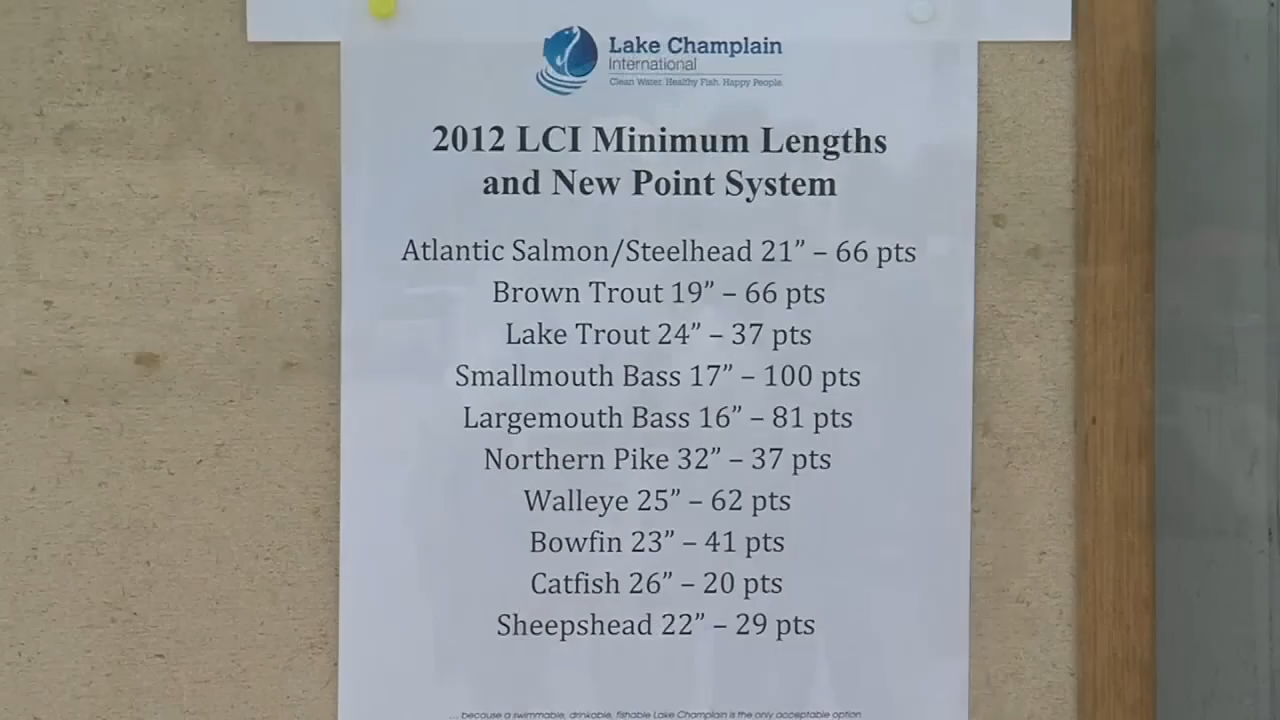 Lake Champlain
International
Clean Water. Healthy Fish. Happy People.
2012 LCI Minimum Lengths
and New Point System
Atlantic Salmon/Steelhead 21” – 66 pts
Brown Trout 19” – 66 pts
Lake Trout 24” – 37 pts
Smallmouth Bass 17” – 100 pts
Largemouth Bass 16” – 81 pts
Northern Pike 32” – 37 pts
Walleye 25” – 62 pts
Bowfin 23” – 41 pts
Catfish 26” – 20 pts
Sheepshead 22” – 29 pts
... because a swimmable, drinkable, fishable Lake Champlain is the only acceptable option